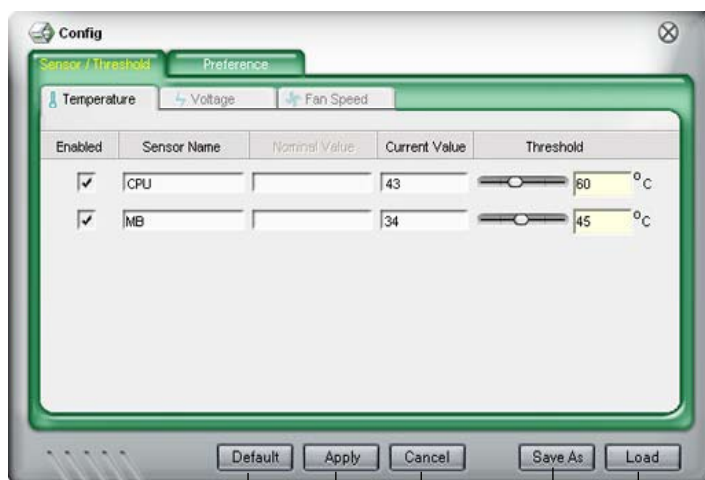 Config
Sensor / Threshold Preference
Temperature Voltage Fan Speed
Enabled Sensor Name Nominal Value Current Value Threshold
CPU 43 60 °C
MB 34 45 °C
Default Apply Cancel Save As Load